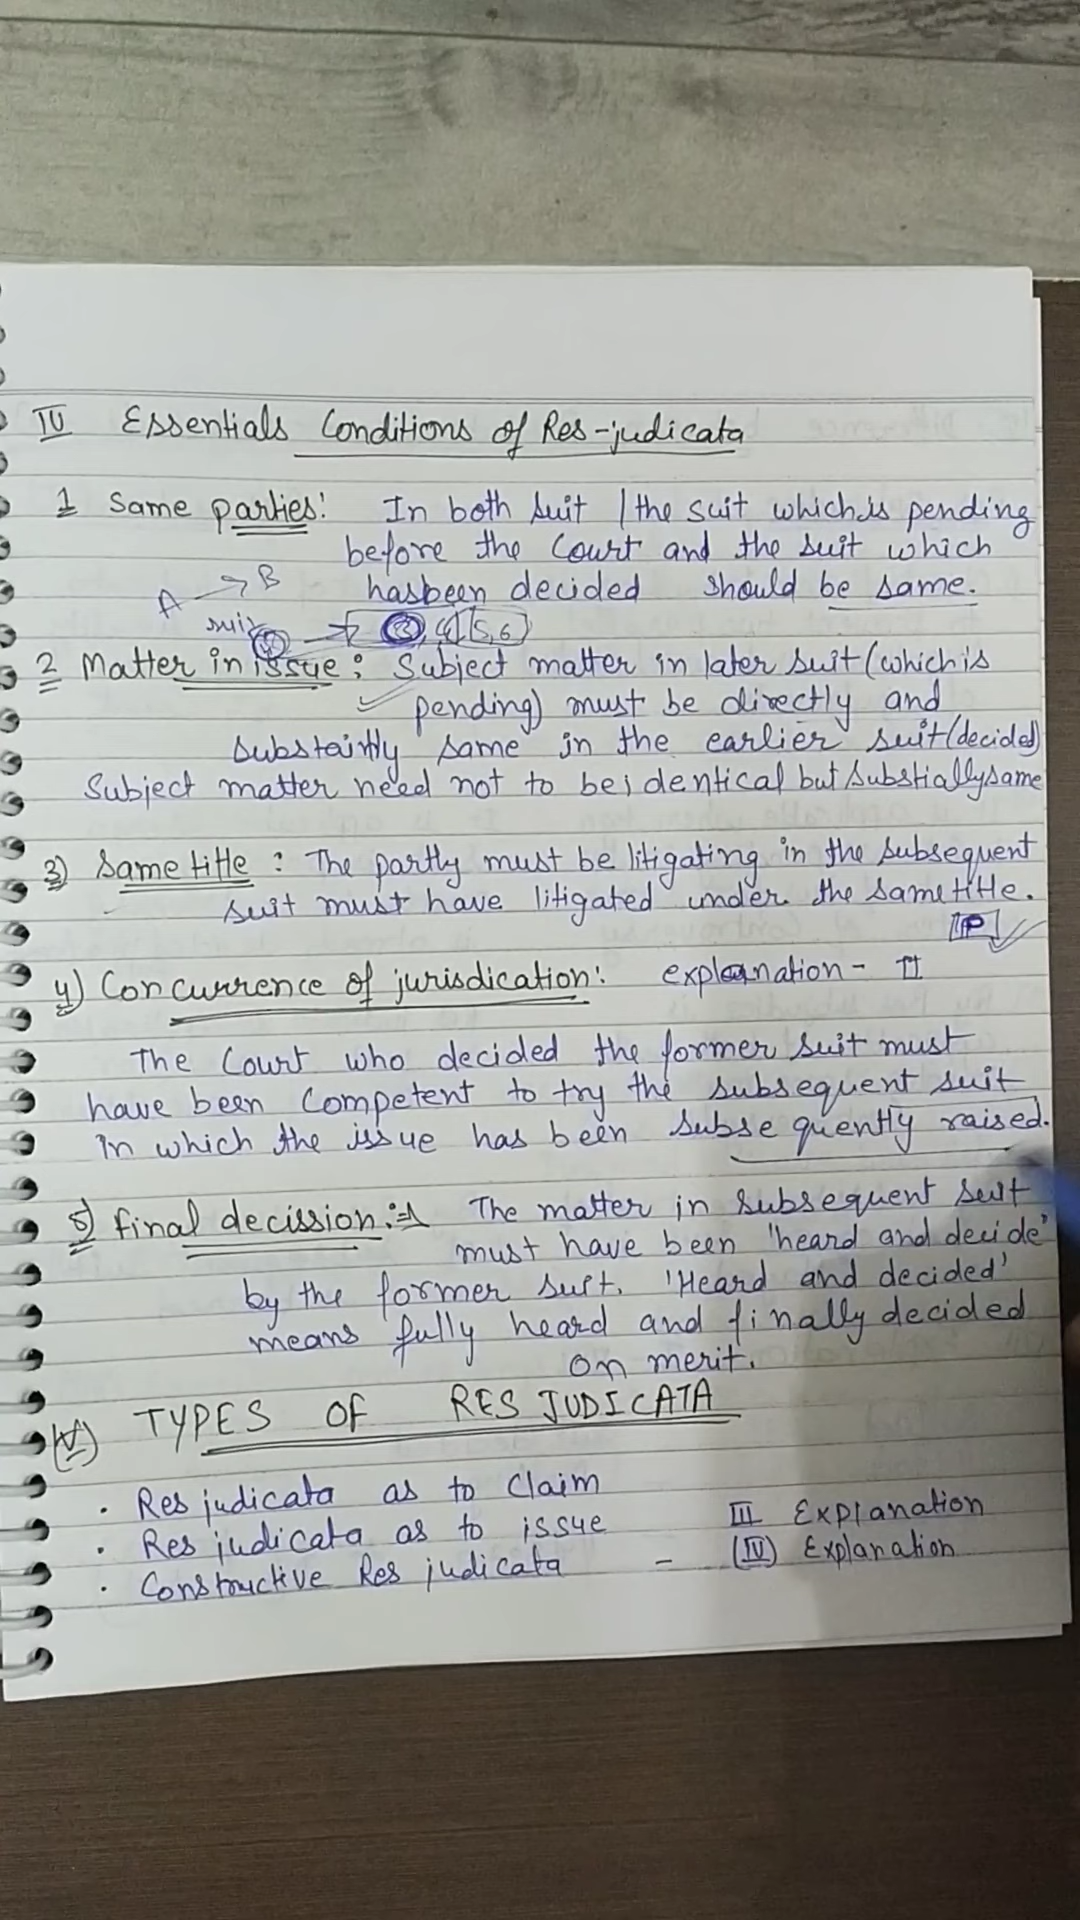 IV Essentials Conditions of Res-judicata
1 Same parties: In both suit / the suit which is pending
before the Court and the suit which
has been decided should be same.
A → B
suit → 4, [5,6]
2 Matter in issue: Subject matter in later suit (which is
pending) must be directly and
substaintly same in the earlier suit (decided)
Subject matter need not to be identical but substiallysame
3) Same title : The partly must be litigating in the subsequent
suit must have litigated under the same title.
P
4) Concurrence of jurisdication: explanation - II
The Court who decided the former suit must
have been Competent to try the subsequent suit
in which the issue has been subsequently raised.
5) final decission:→ The matter in subsequent suit
must have been 'heard and decide'
by the former suit. 'Heard and decided'
means fully heard and finally decided
on merit.
(V) TYPES OF RES JUDICATA
• Res judicata as to Claim
• Res judicata as to issue III Explanation
• Constructive Res judicata - (IV) Explanation